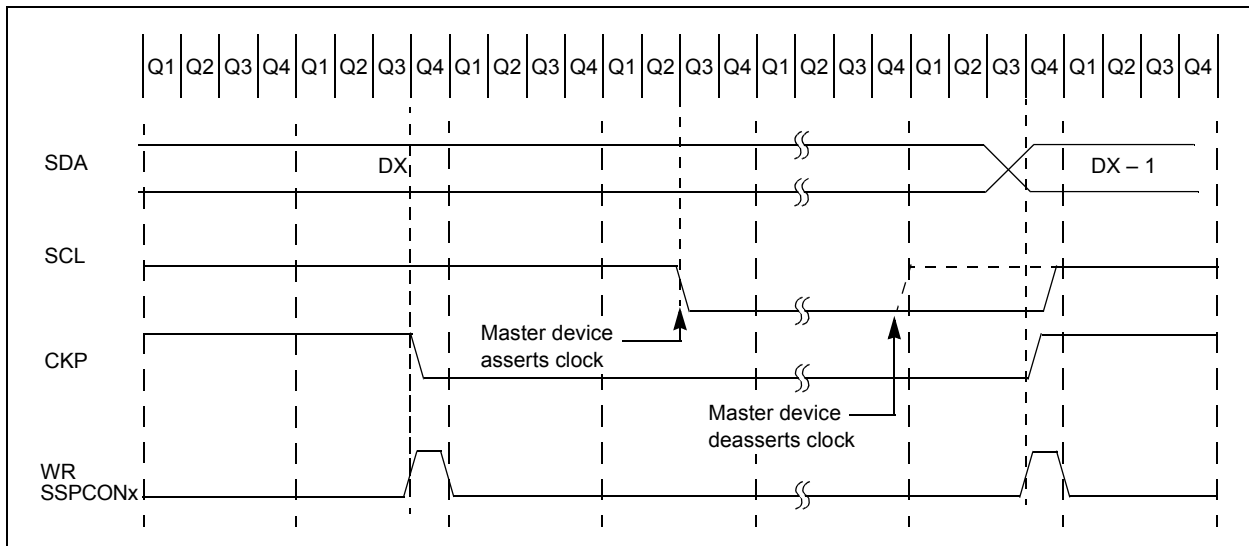 Q1 Q2 Q3 Q4 Q1 Q2 Q3 Q4 Q1 Q2 Q3 Q4 Q1 Q2 Q3 Q4 Q1 Q2 Q3 Q4 Q1 Q2 Q3 Q4 Q1 Q2 Q3 Q4
SDA
DX
DX – 1
SCL
Master device
asserts clock
CKP
Master device
deasserts clock
WR
SSPCONx